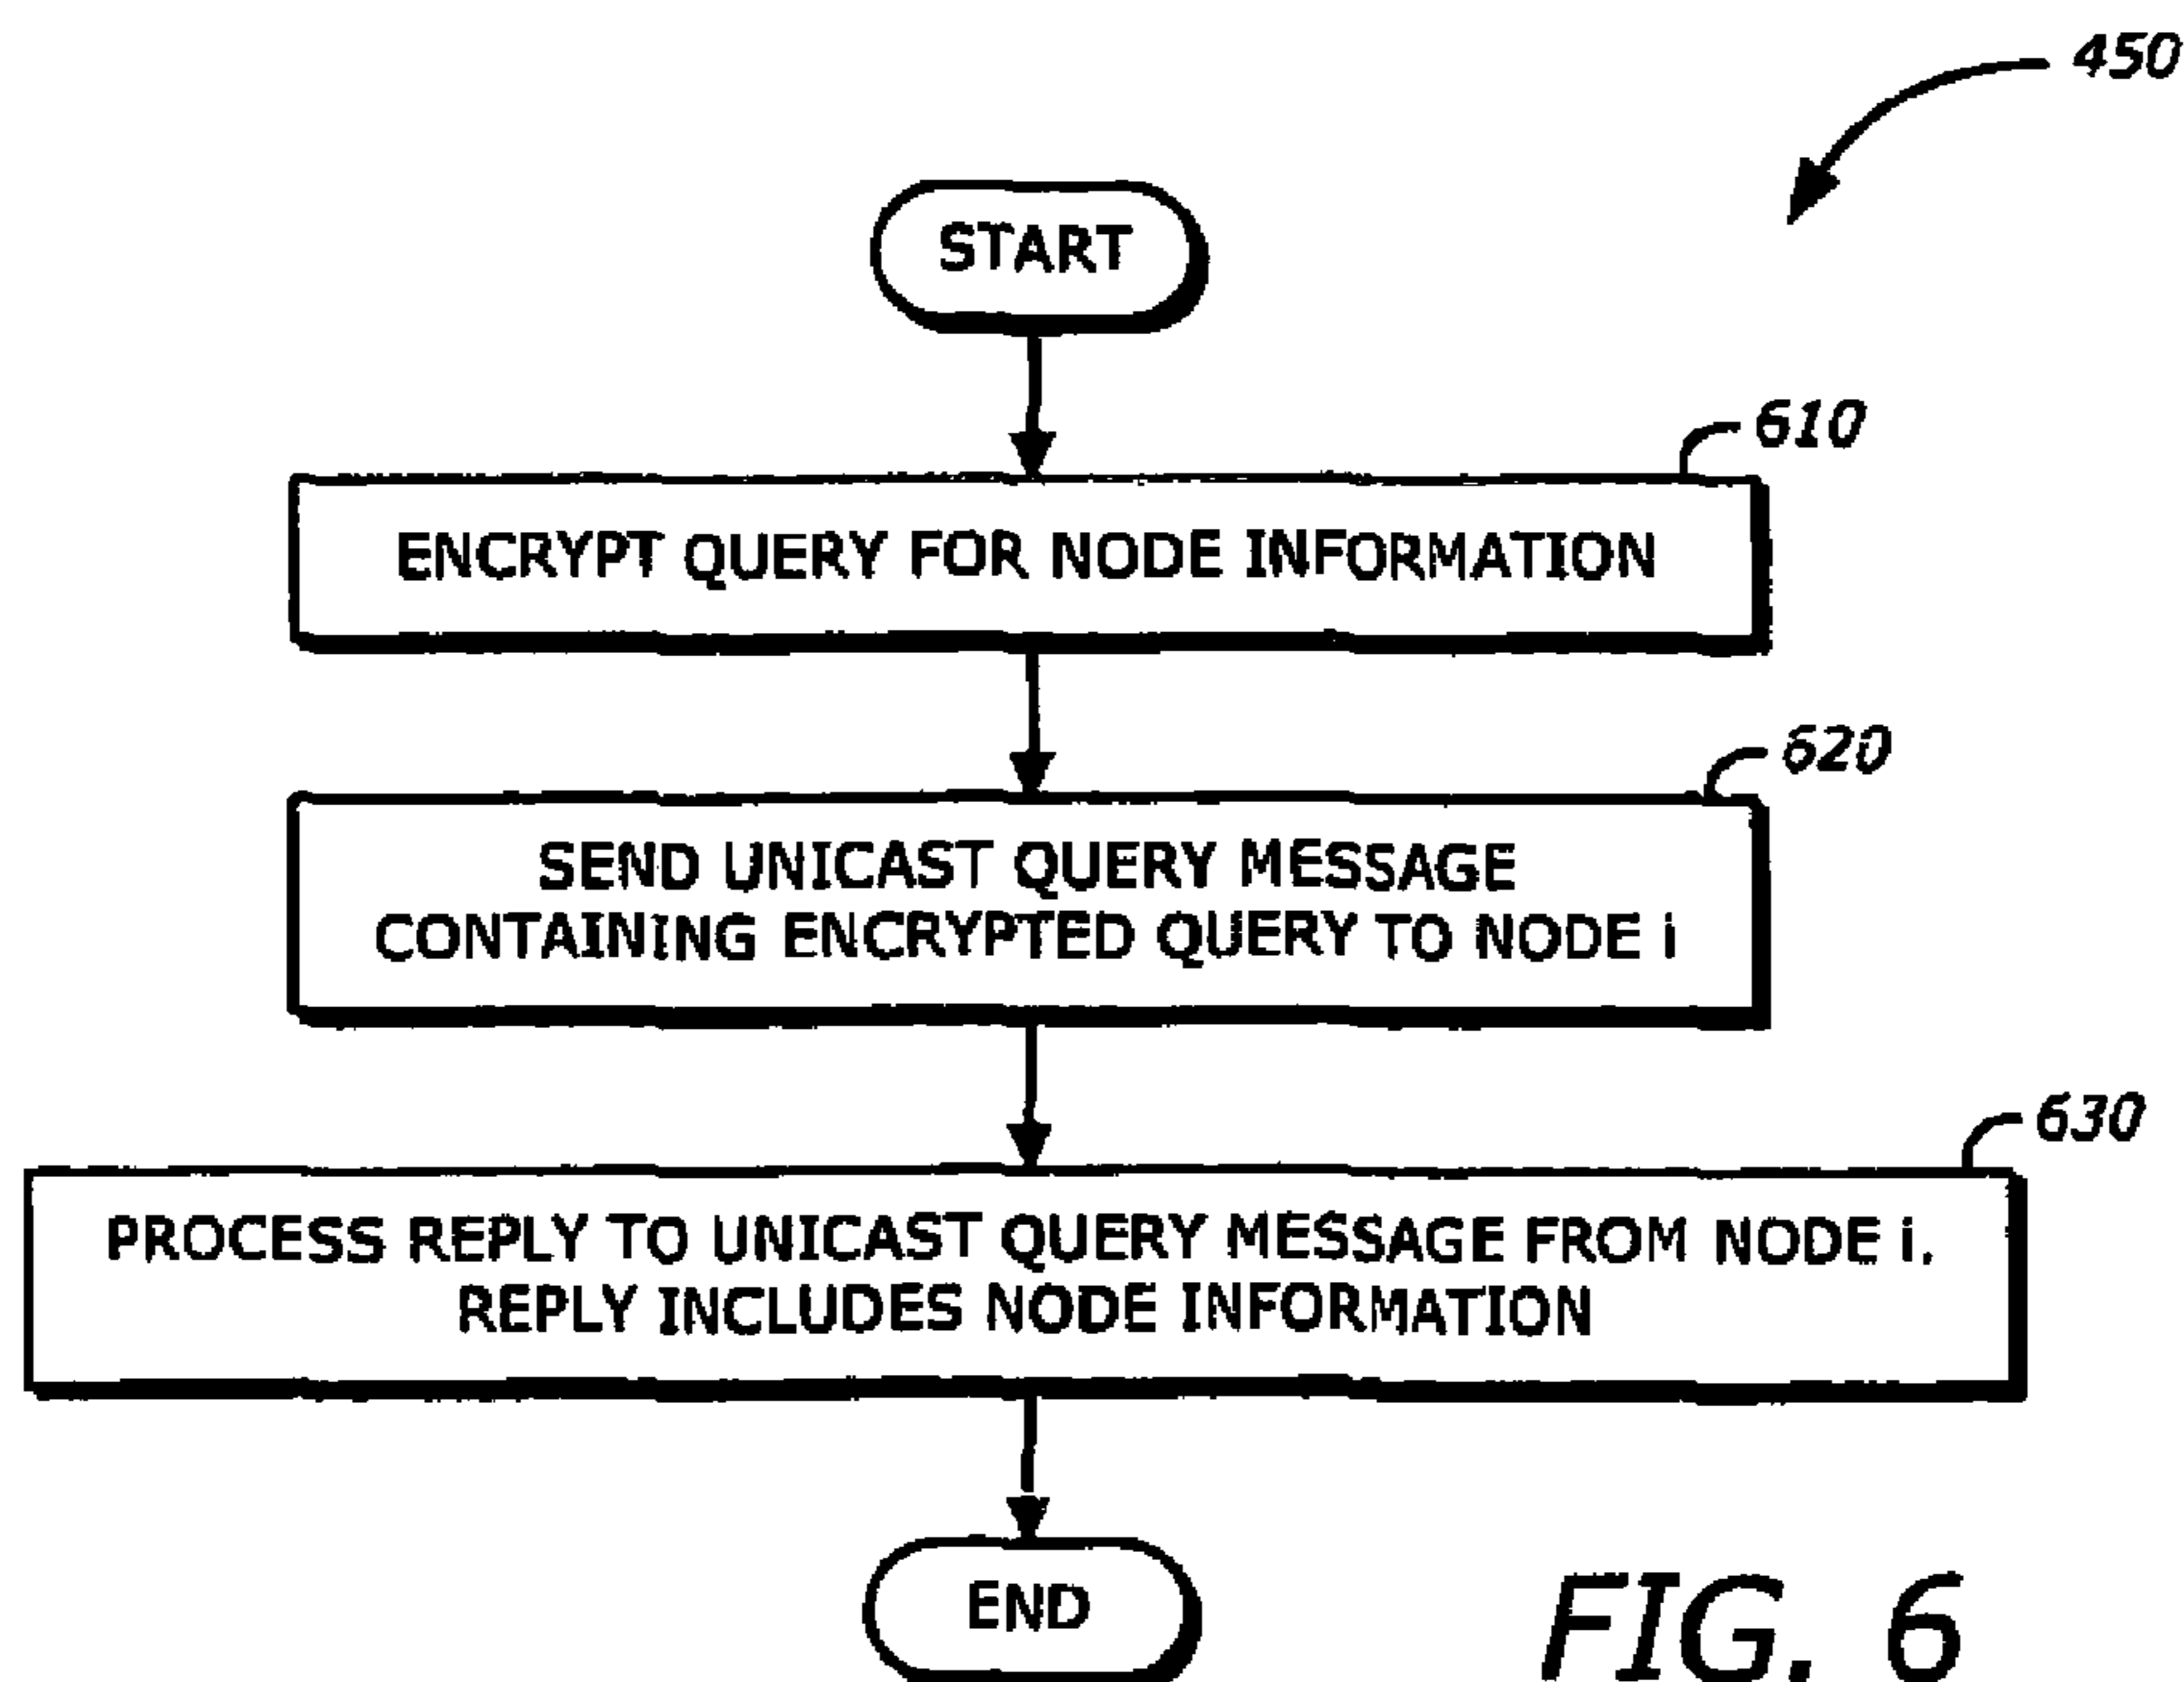 450
START
610
ENCRYPT QUERY FOR NODE INFORMATION
620
SEND UNICAST QUERY MESSAGE
CONTAINING ENCRYPTED QUERY TO NODE i
630
PROCESS REPLY TO UNICAST QUERY MESSAGE FROM NODE i.
REPLY INCLUDES NODE INFORMATION
END
FIG. 6